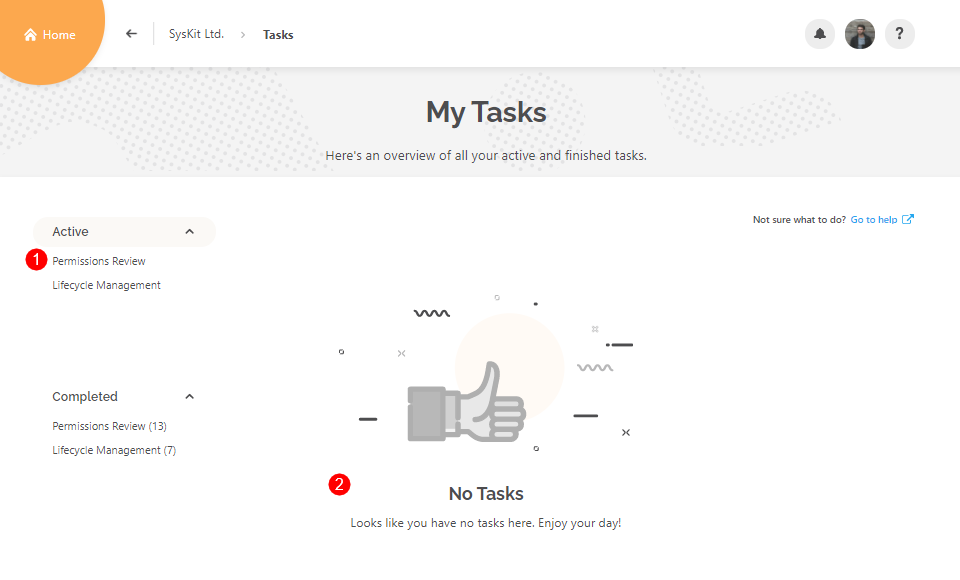 Home
SysKit Ltd. > Tasks
?
My Tasks
Here's an overview of all your active and finished tasks.
Not sure what to do? Go to help
Active
1
Permissions Review
Lifecycle Management
Completed
Permissions Review (13)
Lifecycle Management (7)
2
No Tasks
Looks like you have no tasks here. Enjoy your day!